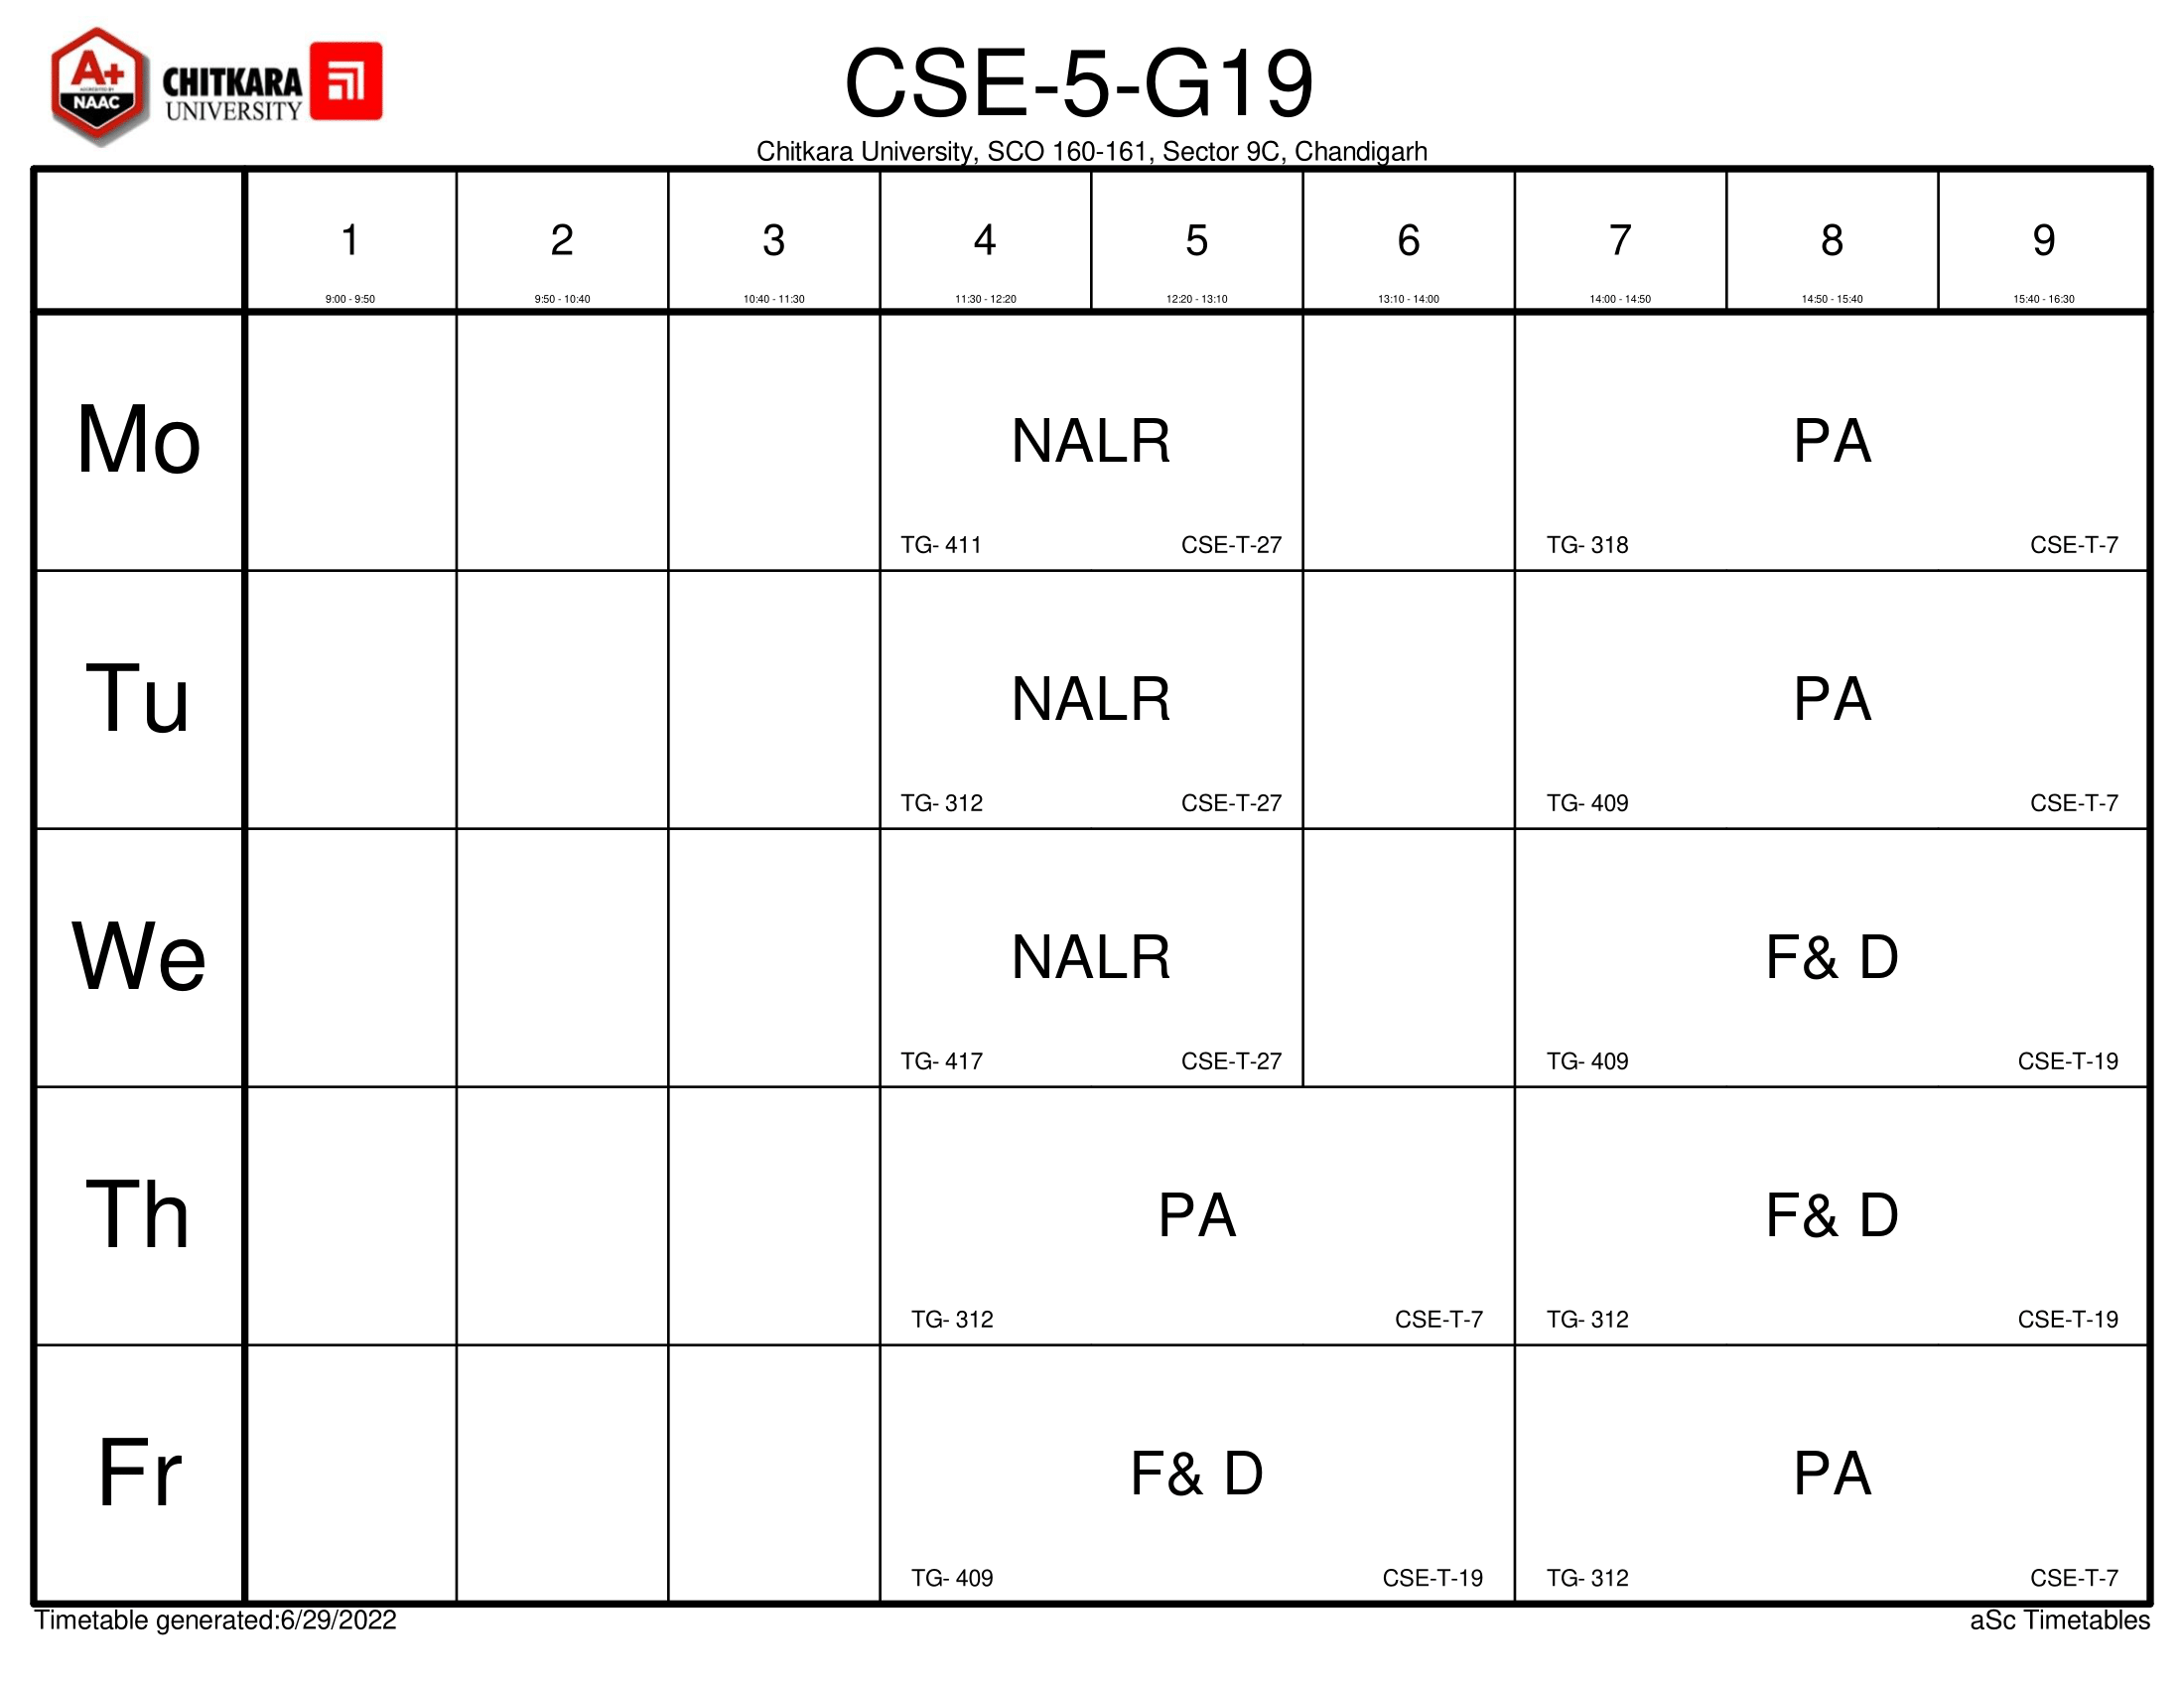 A+
ACCREDITED BY
NAAC
CHITKARA
UNIVERSITY
CSE-5-G19
Chitkara University, SCO 160-161, Sector 9C, Chandigarh
1 2 3 4 5 6 7 8 9
9:00 - 9:50 9:50 - 10:40 10:40 - 11:30 11:30 - 12:20 12:20 - 13:10 13:10 - 14:00 14:00 - 14:50 14:50 - 15:40 15:40 - 16:30
Mo NALR PA
TG- 411 CSE-T-27 TG- 318 CSE-T-7
Tu NALR PA
TG- 312 CSE-T-27 TG- 409 CSE-T-7
We NALR F& D
TG- 417 CSE-T-27 TG- 409 CSE-T-19
Th PA F& D
TG- 312 CSE-T-7 TG- 312 CSE-T-19
Fr F& D PA
TG- 409 CSE-T-19 TG- 312 CSE-T-7
Timetable generated:6/29/2022 aSc Timetables